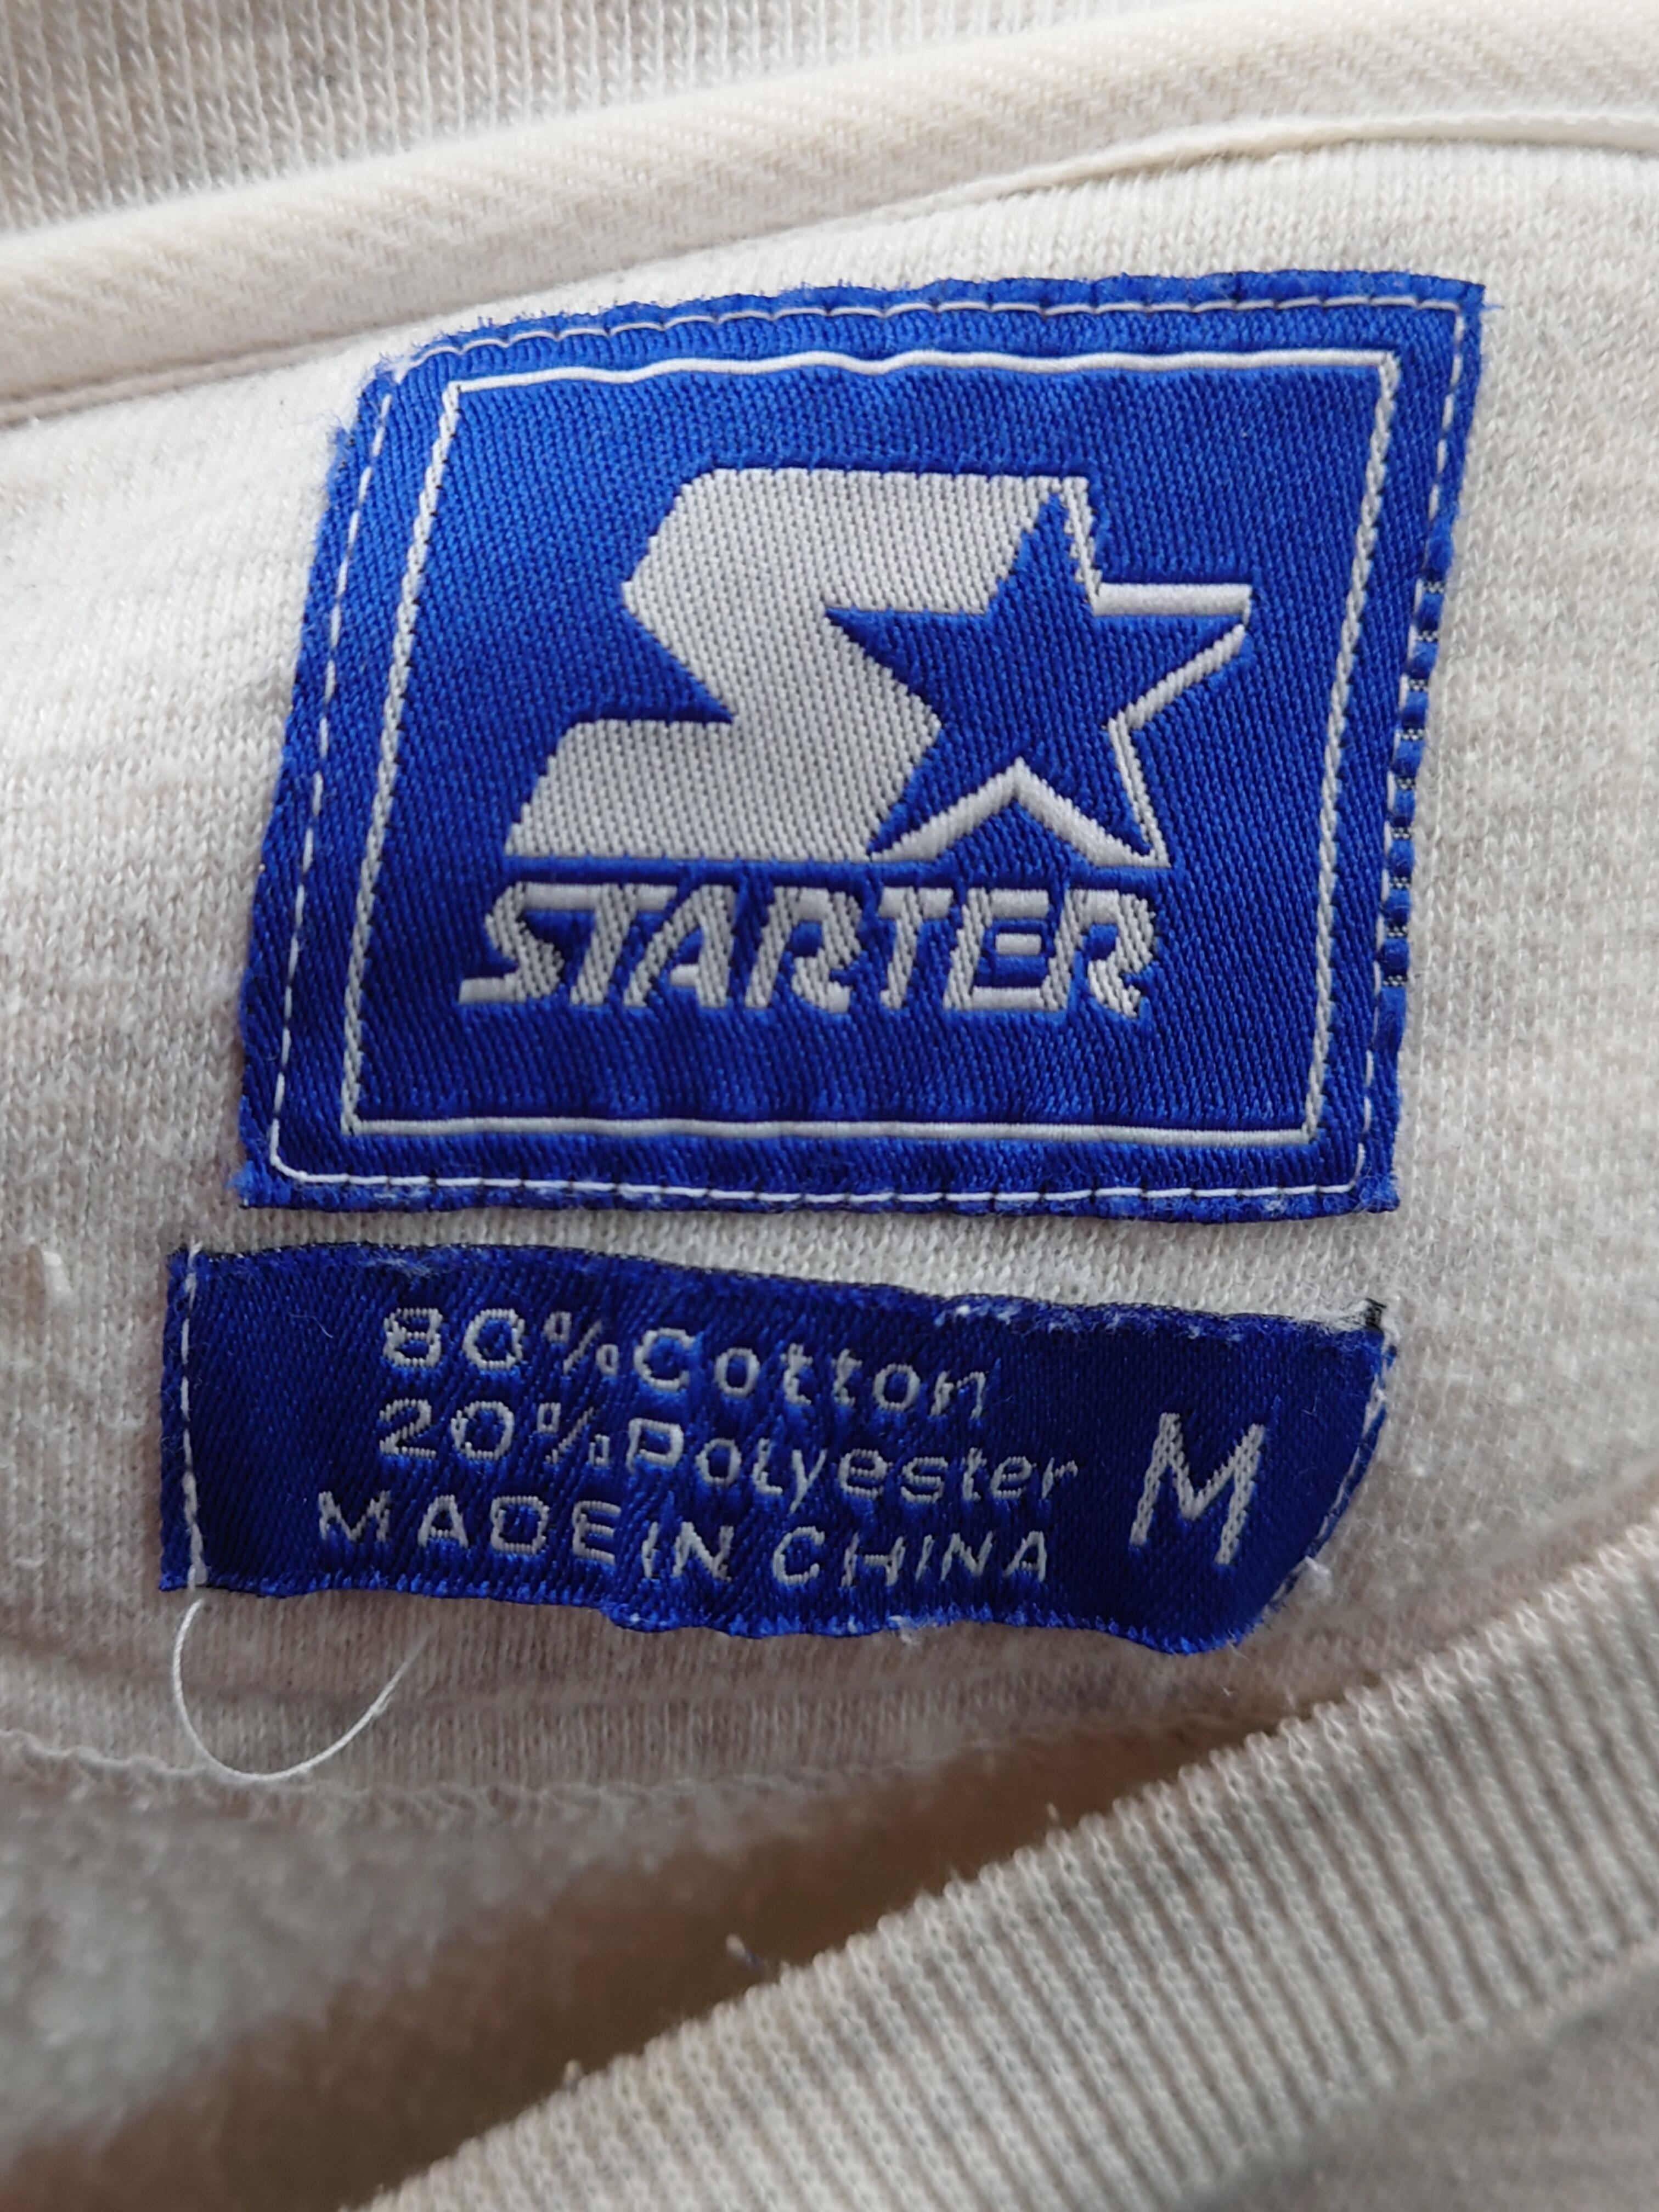 STARTER
80%Cotton
20%Polyester
MADE IN CHINA
M